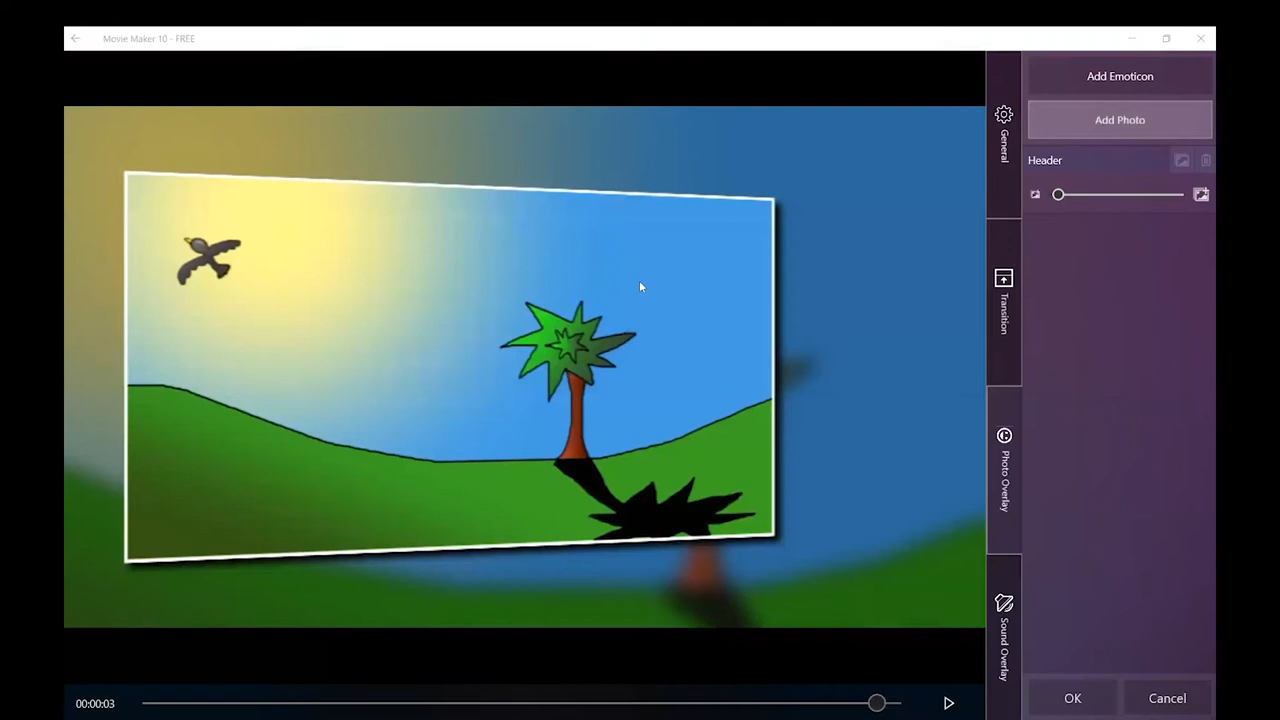 Movie Maker 10 - FREE
Add Emoticon
General
Add Photo
Header
Transition
Photo Overlay
Sound Overlay
00:00:03
OK
Cancel